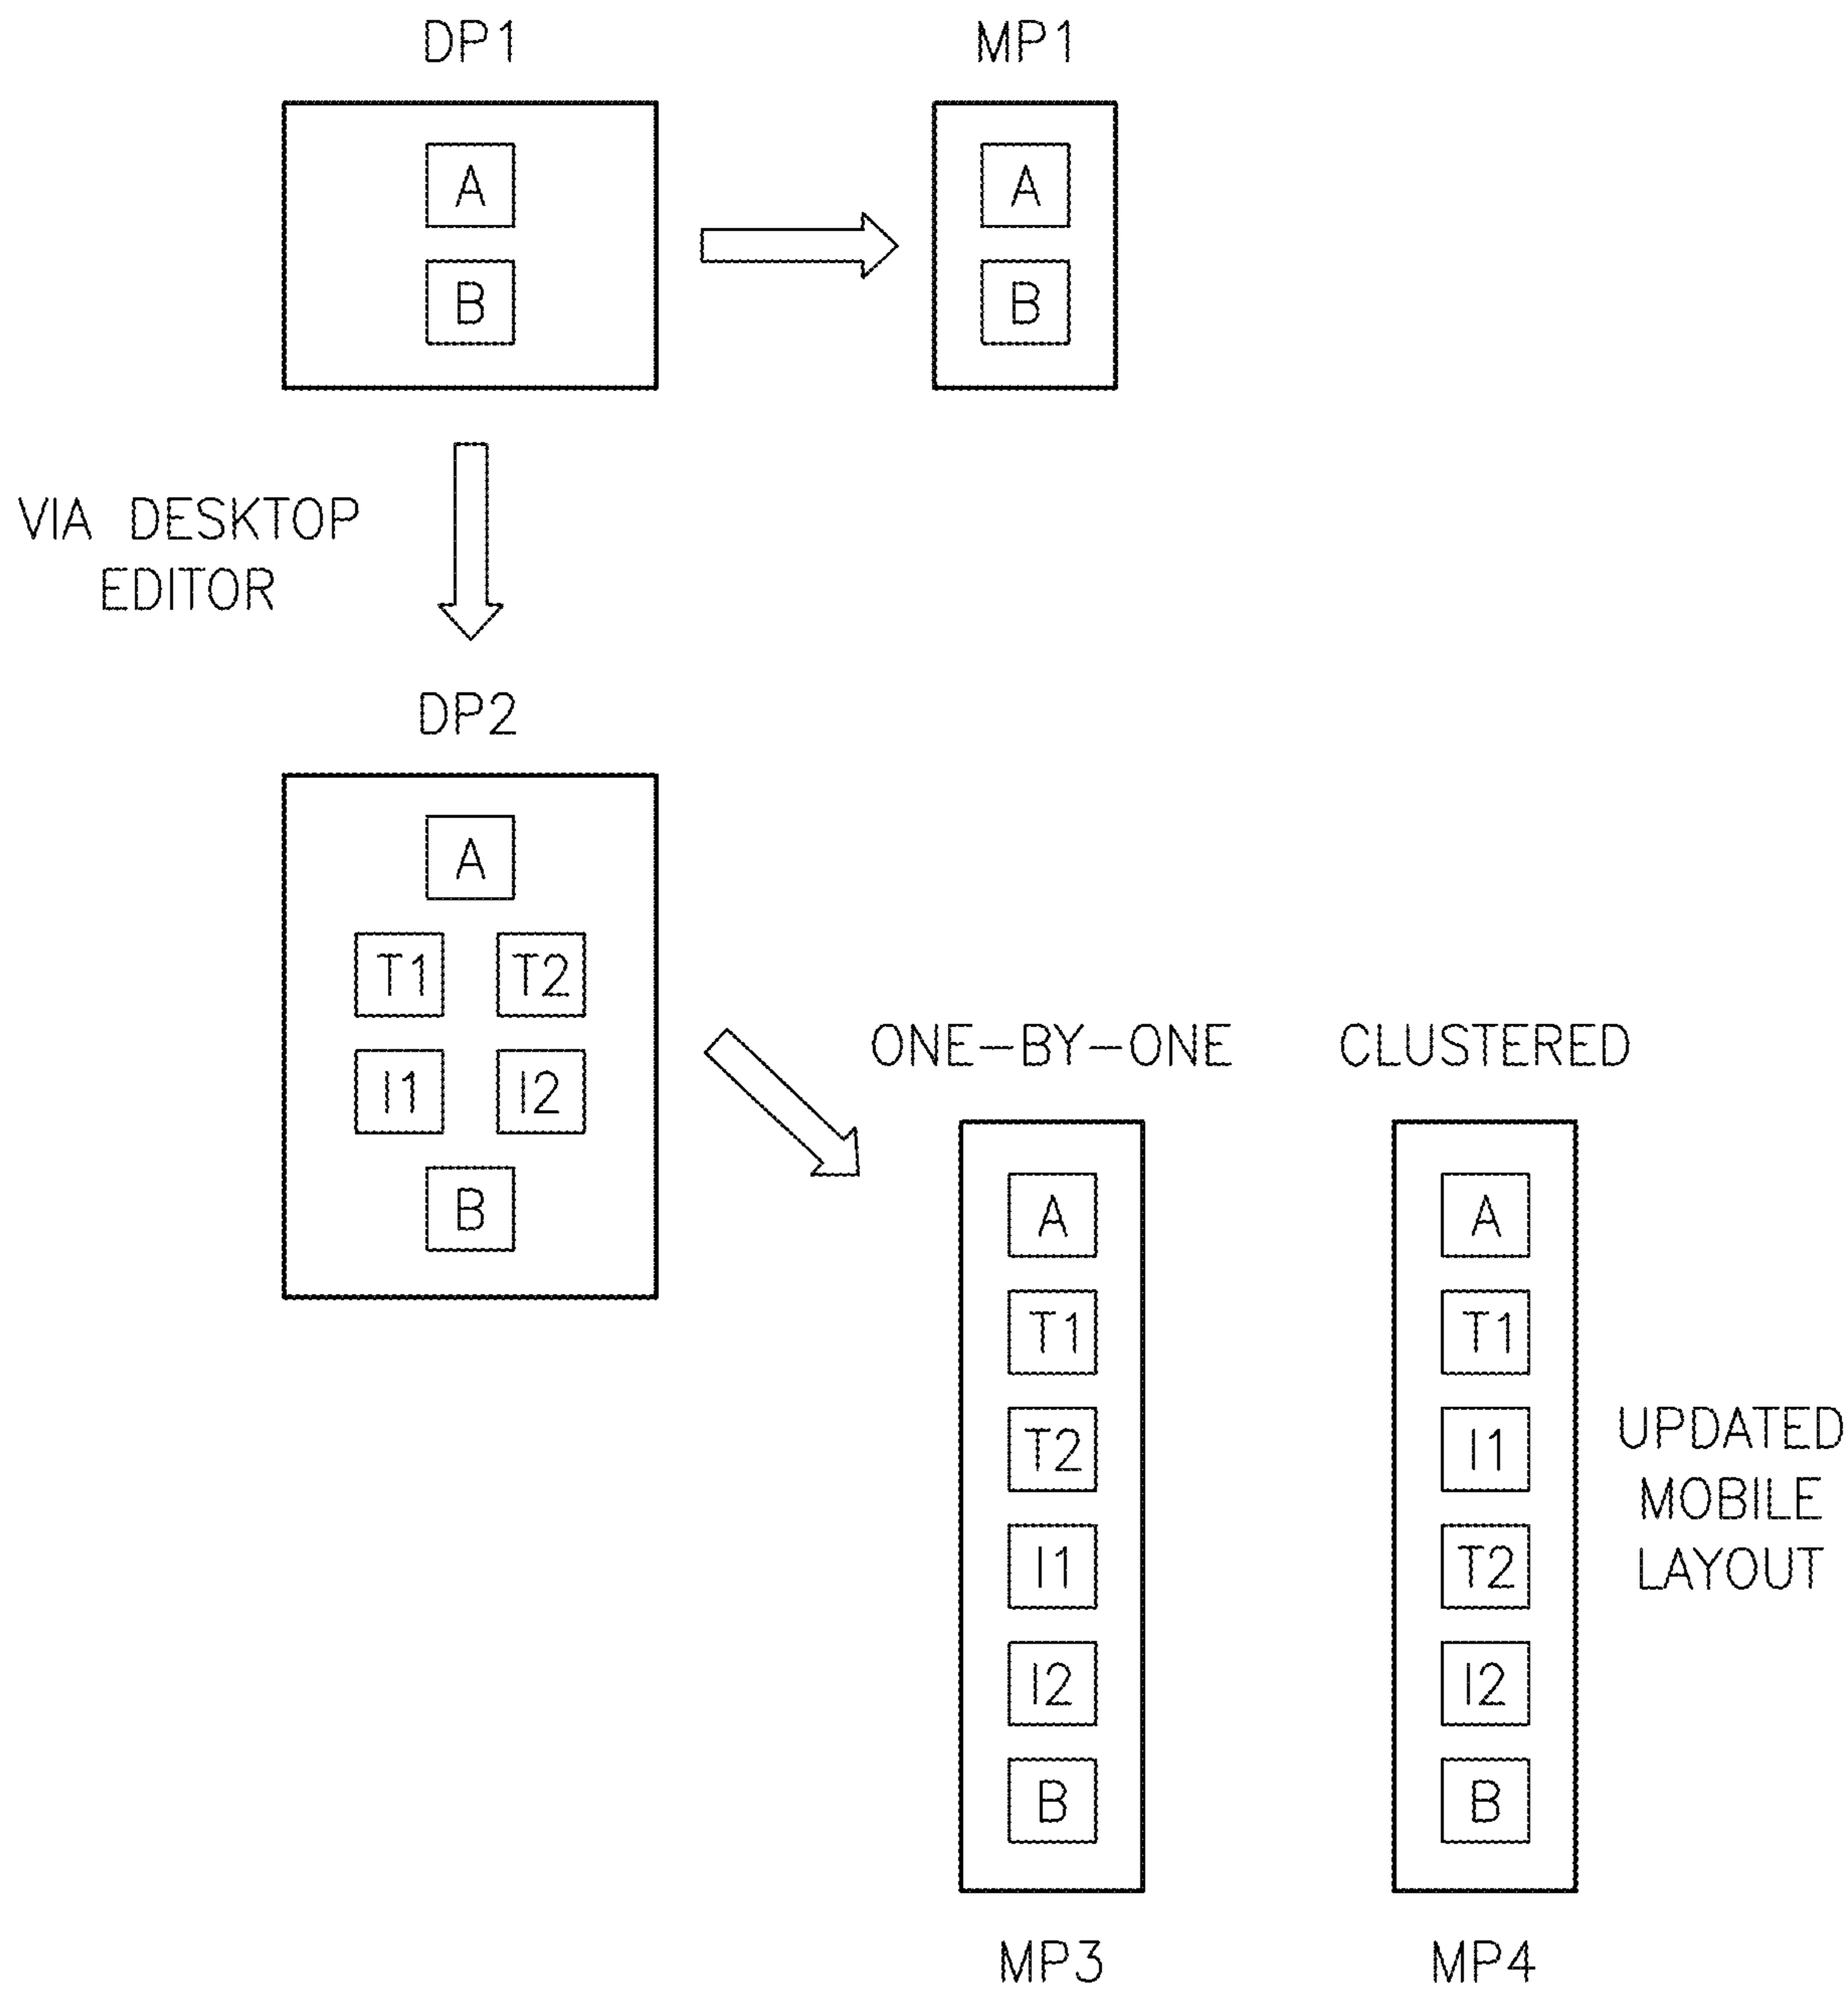 DP1
MP1
A
B
A
B
VIA DESKTOP
EDITOR
DP2
A
T1 T2
I1 I2
B
ONE-BY-ONE
A
T1
T2
I1
I2
B
MP3
CLUSTERED
A
T1
I1
T2
I2
B
MP4
UPDATED
MOBILE
LAYOUT